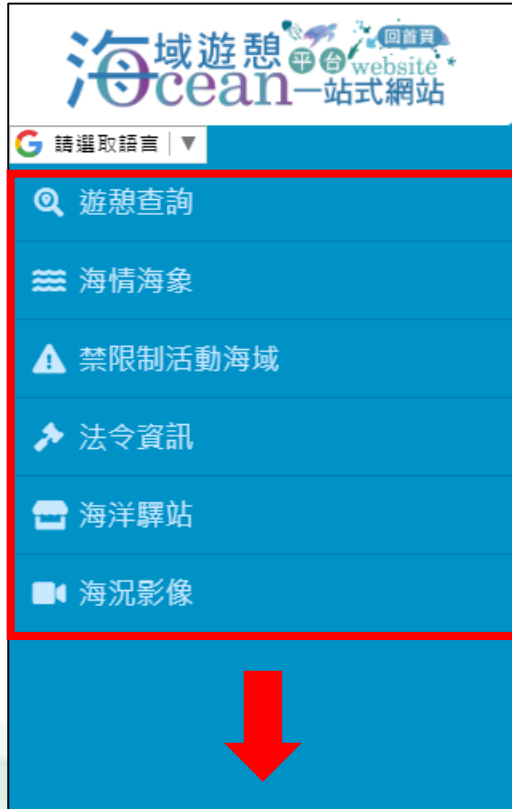 海域遊憩平台 回首頁
Ocean website
一站式網站
請選取語言 ▼
遊憩查詢
海情海象
禁限制活動海域
法令資訊
海洋驛站
海況影像